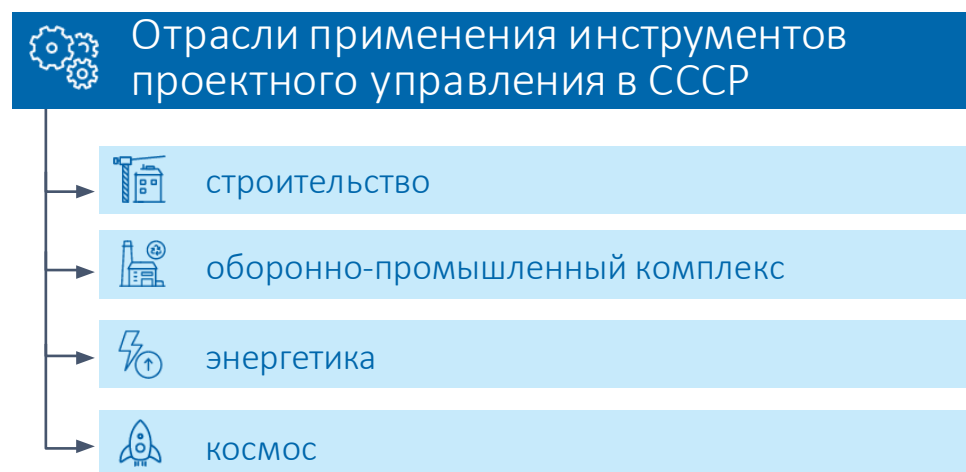 Отрасли применения инструментов
проектного управления в СССР
строительство
оборонно-промышленный комплекс
энергетика
космос